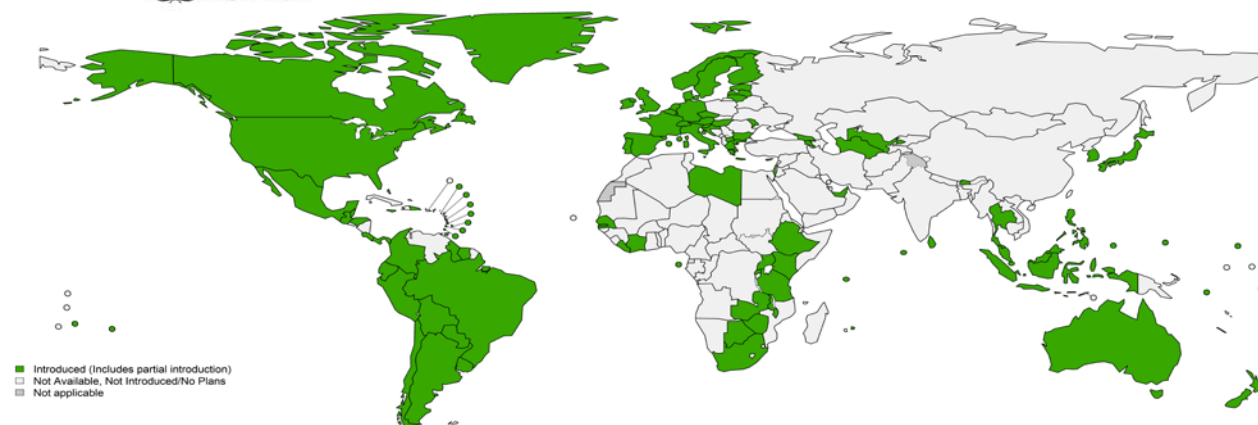 Introduced (Includes partial introduction)
Not Available, Not Introduced/No Plans
Not applicable